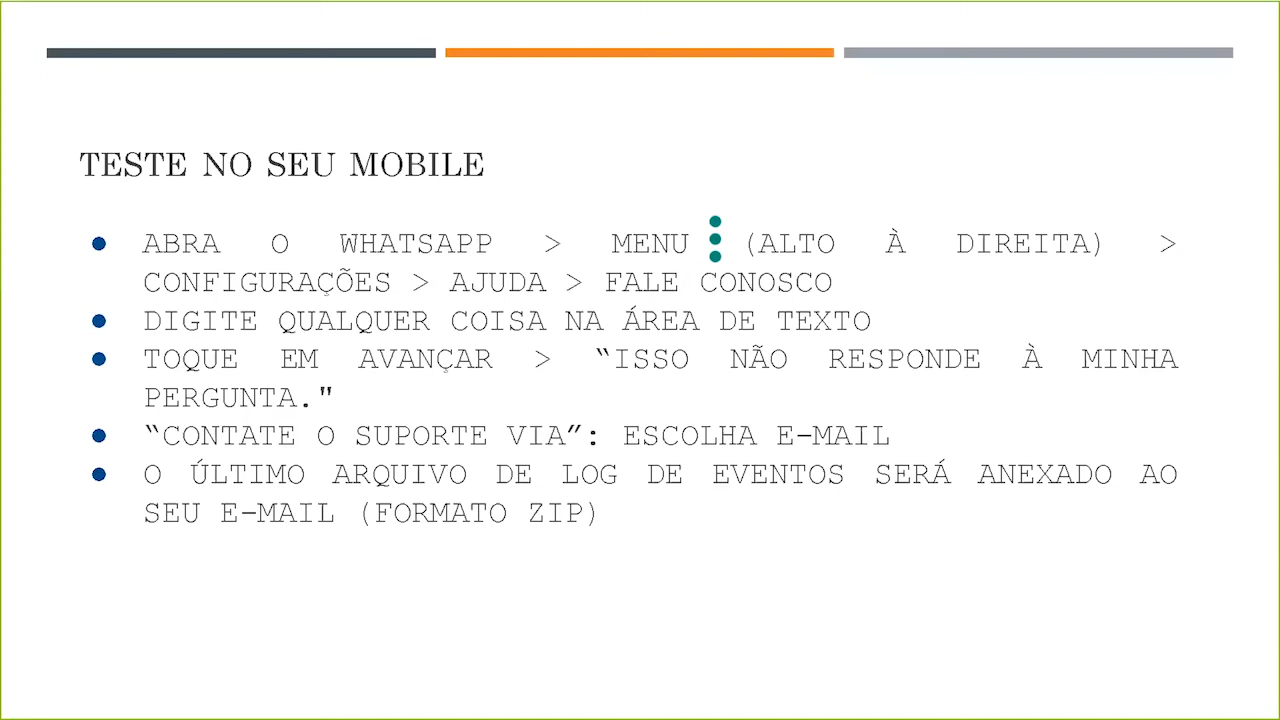 TESTE NO SEU MOBILE
● ABRA O WHATSAPP > MENU ⋮ (ALTO À DIREITA) >
CONFIGURAÇÕES > AJUDA > FALE CONOSCO
● DIGITE QUALQUER COISA NA ÁREA DE TEXTO
● TOQUE EM AVANÇAR > “ISSO NÃO RESPONDE À MINHA
PERGUNTA."
● “CONTATE O SUPORTE VIA”: ESCOLHA E-MAIL
● O ÚLTIMO ARQUIVO DE LOG DE EVENTOS SERÁ ANEXADO AO
SEU E-MAIL (FORMATO ZIP)